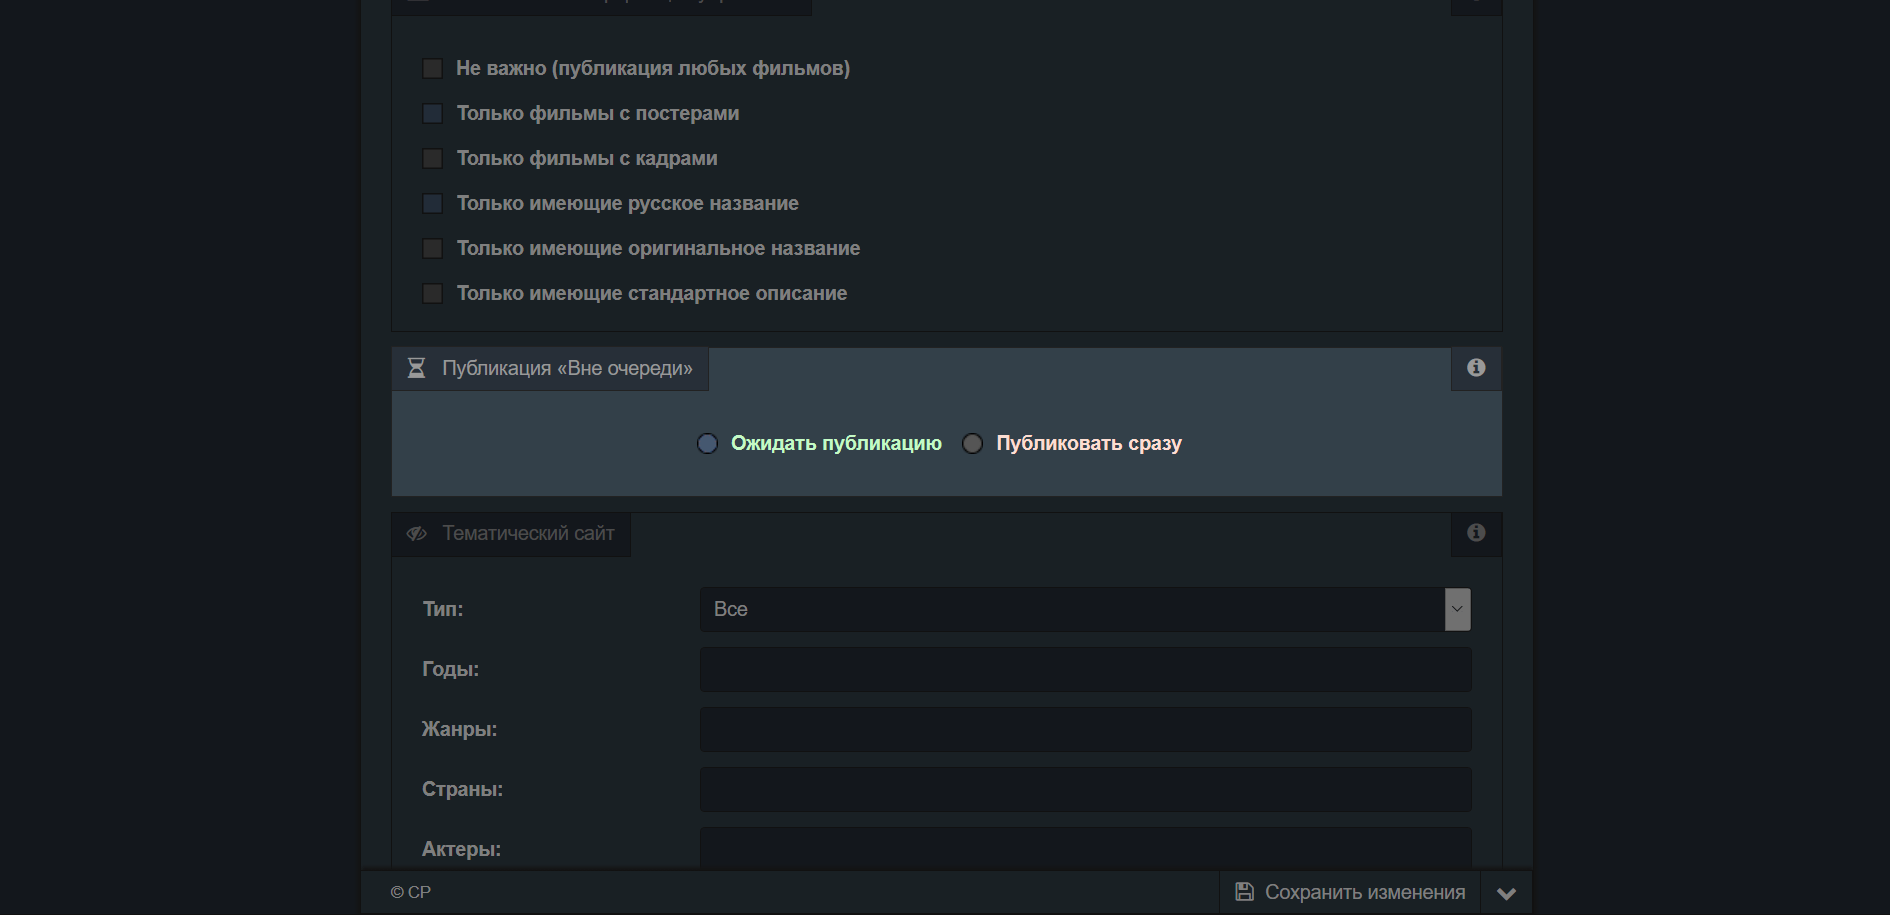 Не важно (публикация любых фильмов)
Только фильмы с постерами
Только фильмы с кадрами
Только имеющие русское название
Только имеющие оригинальное название
Только имеющие стандартное описание
Публикация «Вне очереди»
Ожидать публикацию Публиковать сразу
Тематический сайт
Тип: Все
Годы:
Жанры:
Страны:
Актеры:
© CP Сохранить изменения